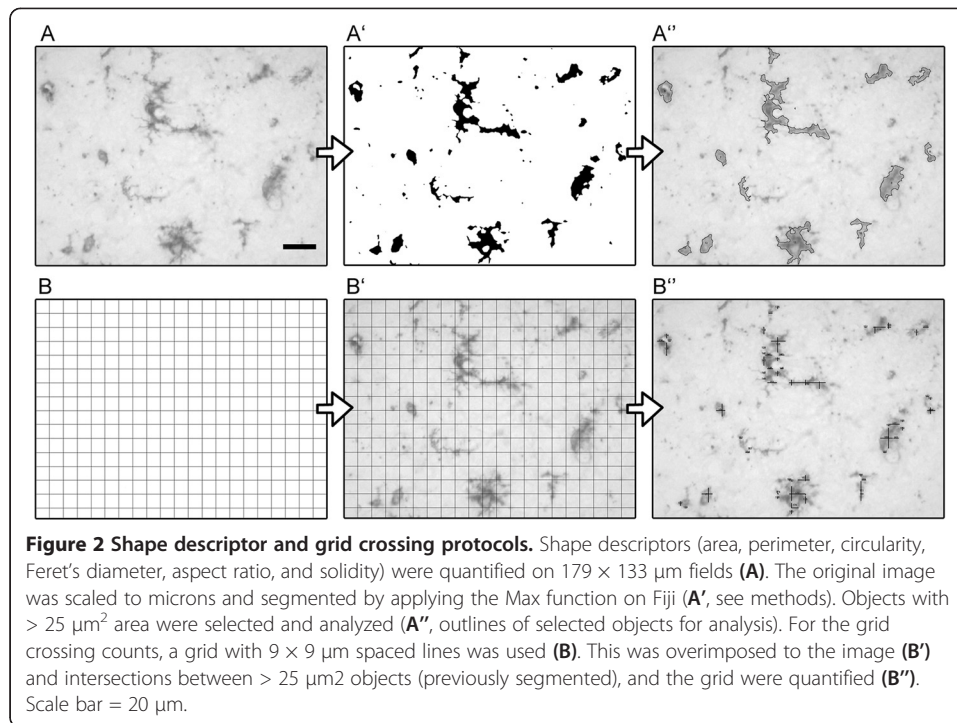 A A' A''
B B' B''
Figure 2 Shape descriptor and grid crossing protocols. Shape descriptors (area, perimeter, circularity,
Feret's diameter, aspect ratio, and solidity) were quantified on 179 × 133 μm fields (A). The original image
was scaled to microns and segmented by applying the Max function on Fiji (A', see methods). Objects with
> 25 μm² area were selected and analyzed (A'', outlines of selected objects for analysis). For the grid
crossing counts, a grid with 9 × 9 μm spaced lines was used (B). This was overimposed to the image (B')
and intersections between > 25 μm2 objects (previously segmented), and the grid were quantified (B'').
Scale bar = 20 μm.